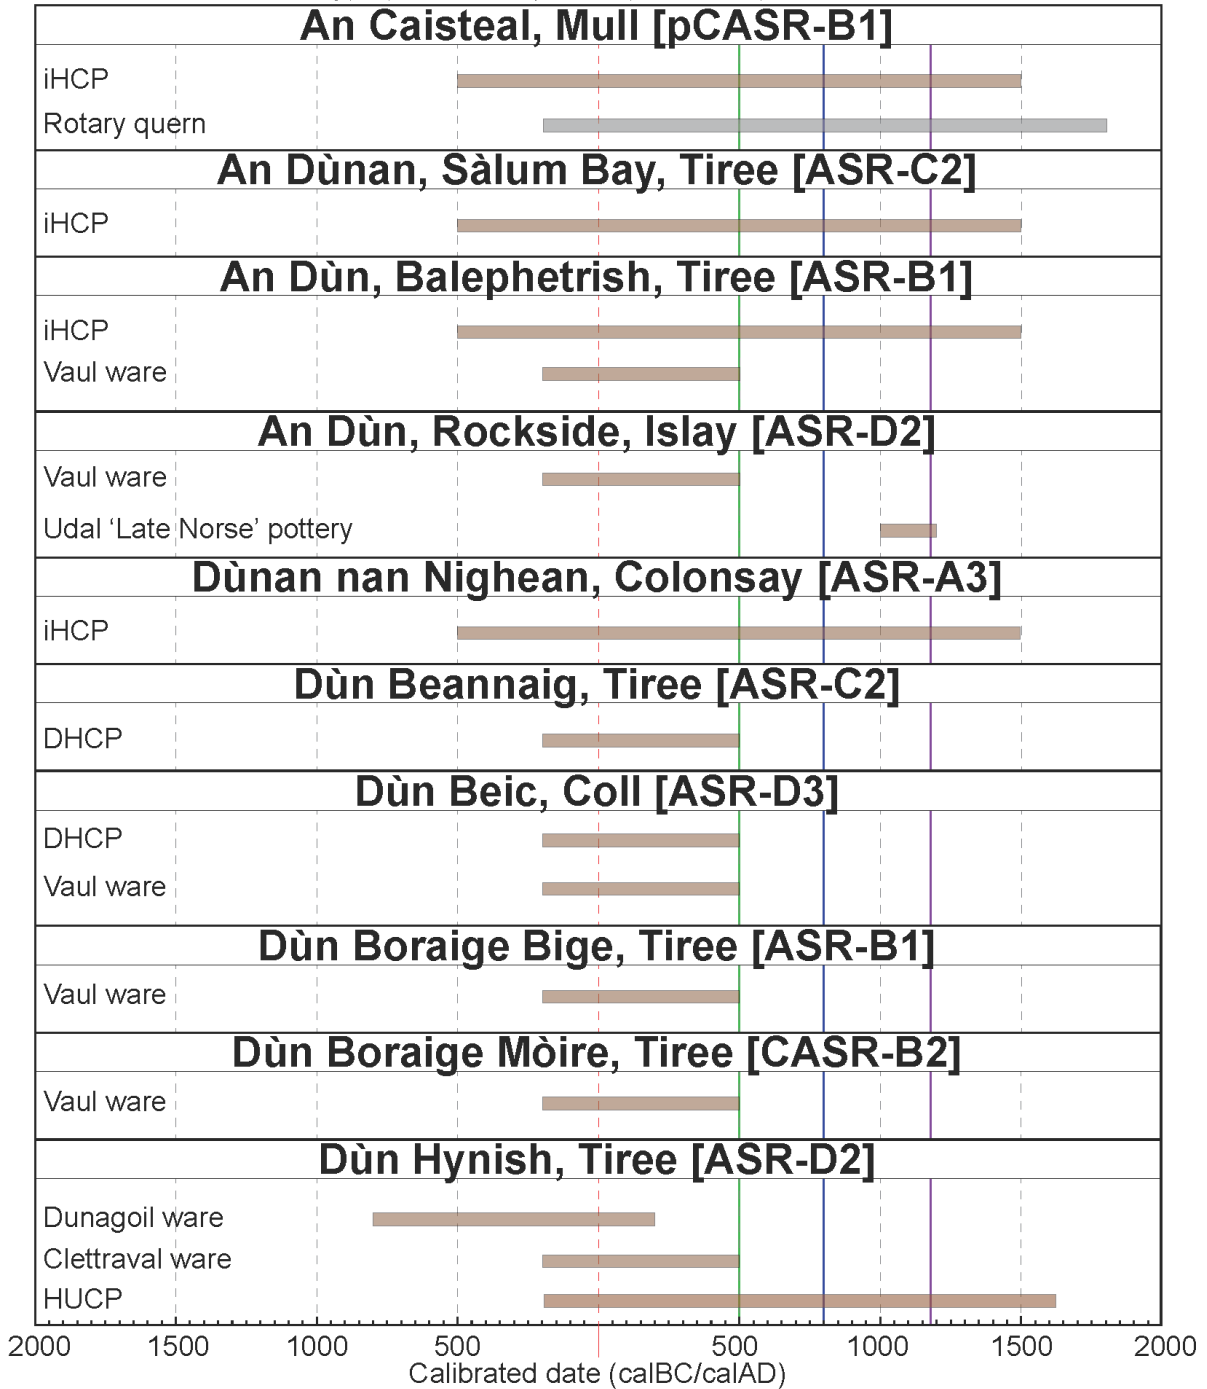 An Caisteal, Mull [pCASR-B1]
iHCP
Rotary quern
An Dùnan, Sàlum Bay, Tiree [ASR-C2]
iHCP
An Dùn, Balephetrish, Tiree [ASR-B1]
iHCP
Vaul ware
An Dùn, Rockside, Islay [ASR-D2]
Vaul ware
Udal ‘Late Norse’ pottery
Dùnan nan Nighean, Colonsay [ASR-A3]
iHCP
Dùn Beannaig, Tiree [ASR-C2]
DHCP
Dùn Beic, Coll [ASR-D3]
DHCP
Vaul ware
Dùn Boraige Bige, Tiree [ASR-B1]
Vaul ware
Dùn Boraige Mòire, Tiree [CASR-B2]
Vaul ware
Dùn Hynish, Tiree [ASR-D2]
Dunagoil ware
Clettraval ware
HUCP
2000 1500 1000 500 500 1000 1500 2000
Calibrated date (calBC/calAD)